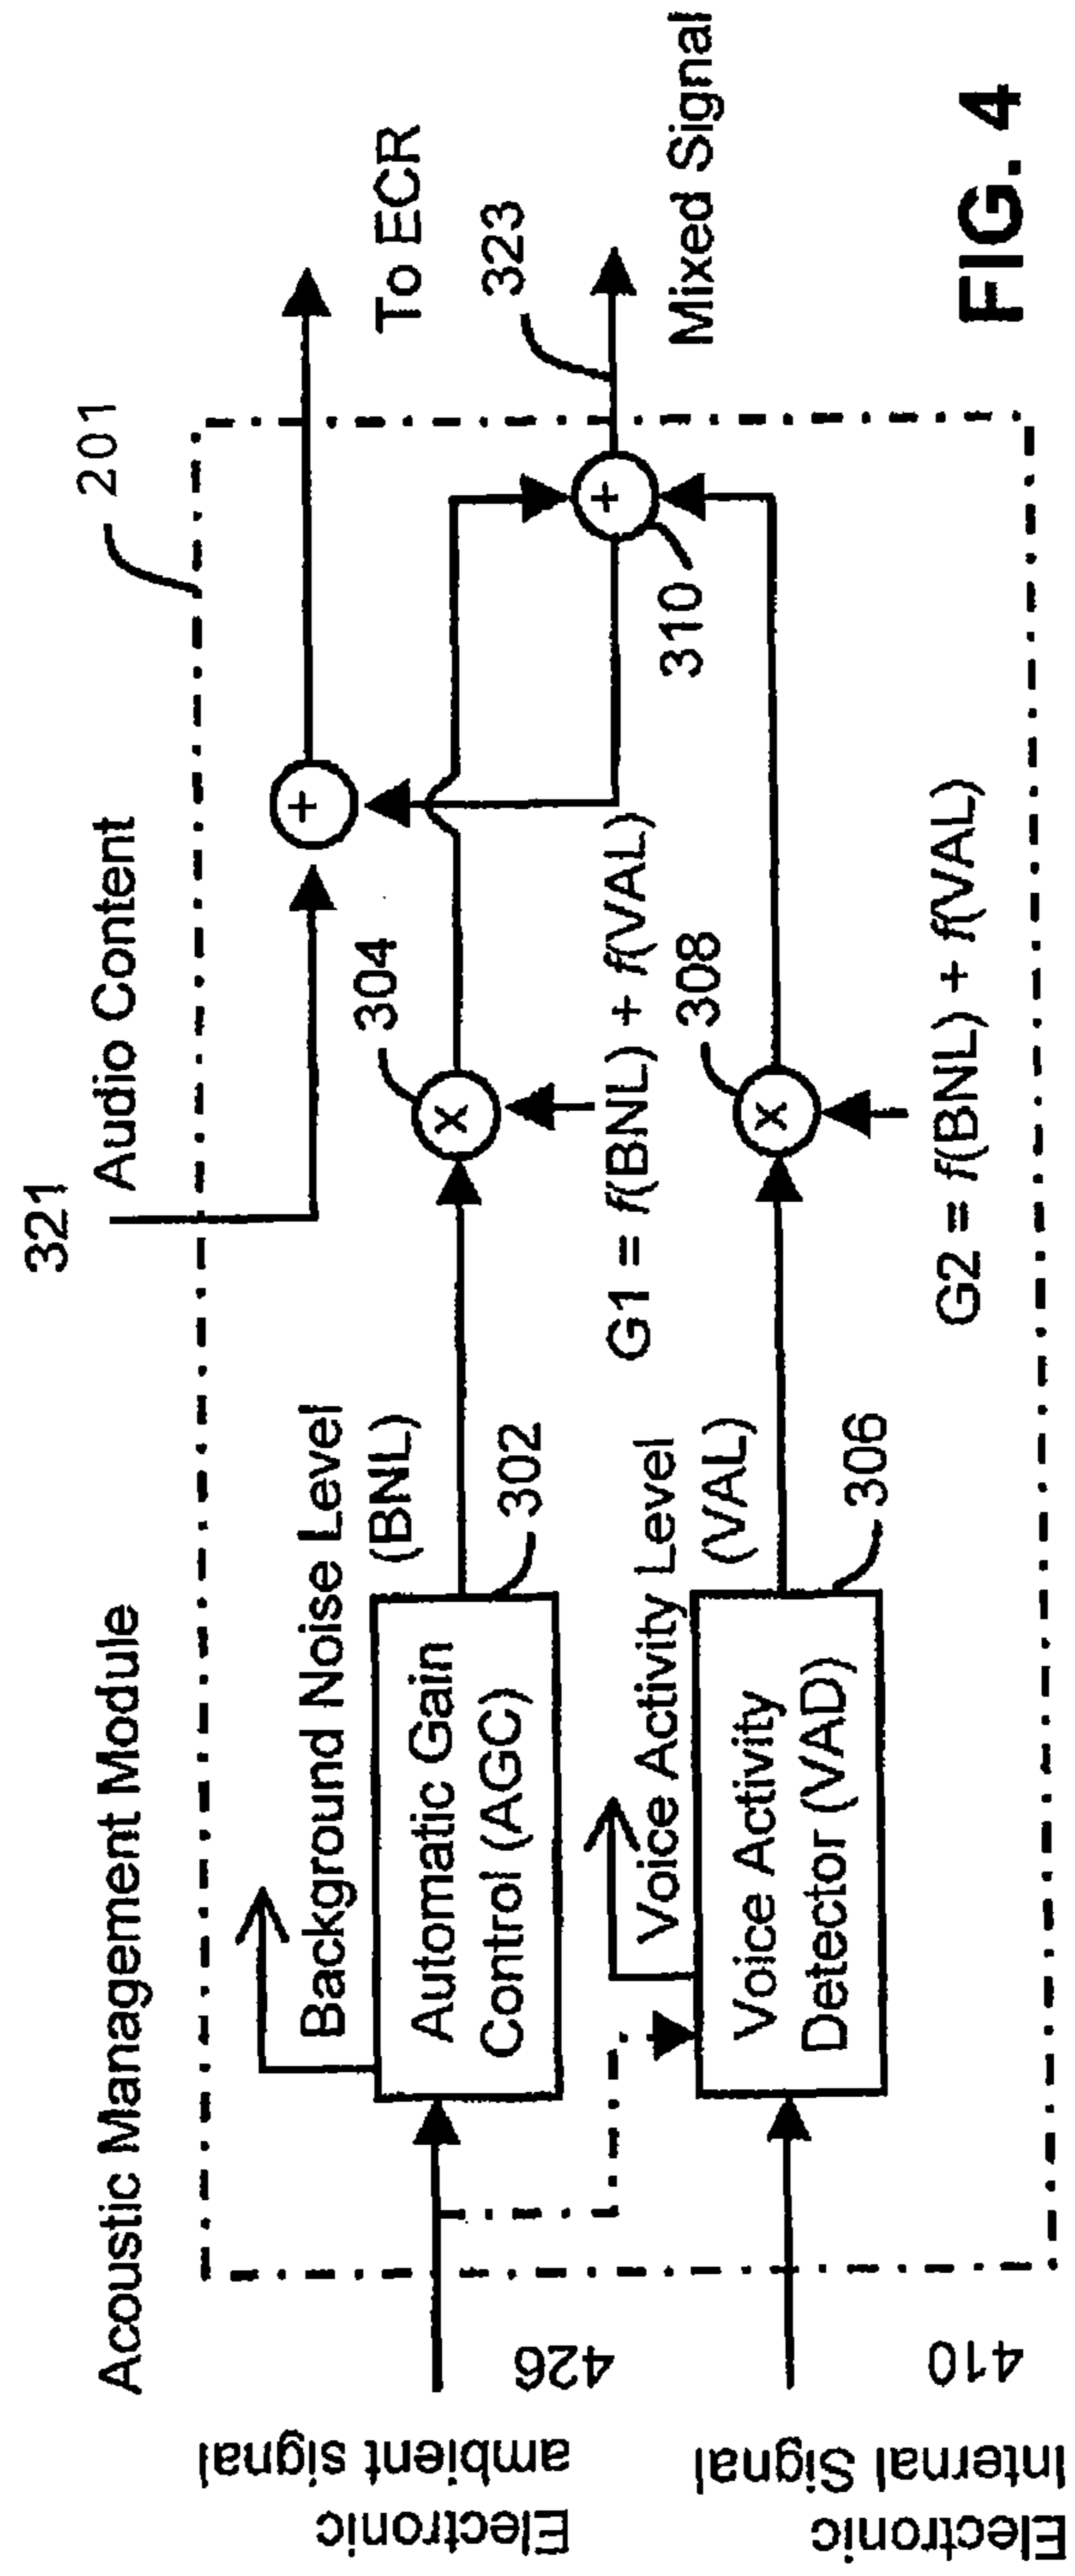 Acoustic Management Module
201
321
Audio Content
To ECR
Background Noise Level
(BNL)
Automatic Gain
Control (AGC)
302
304
G1 = f(BNL) + f(VAL)
+
x
323
Mixed Signal
+
310
Electronic
ambient signal
426
Voice Activity Level
(VAL)
Voice Activity
Detector (VAD)
306
308
x
G2 = f(BNL) + f(VAL)
Electronic
Internal Signal
410
FIG. 4